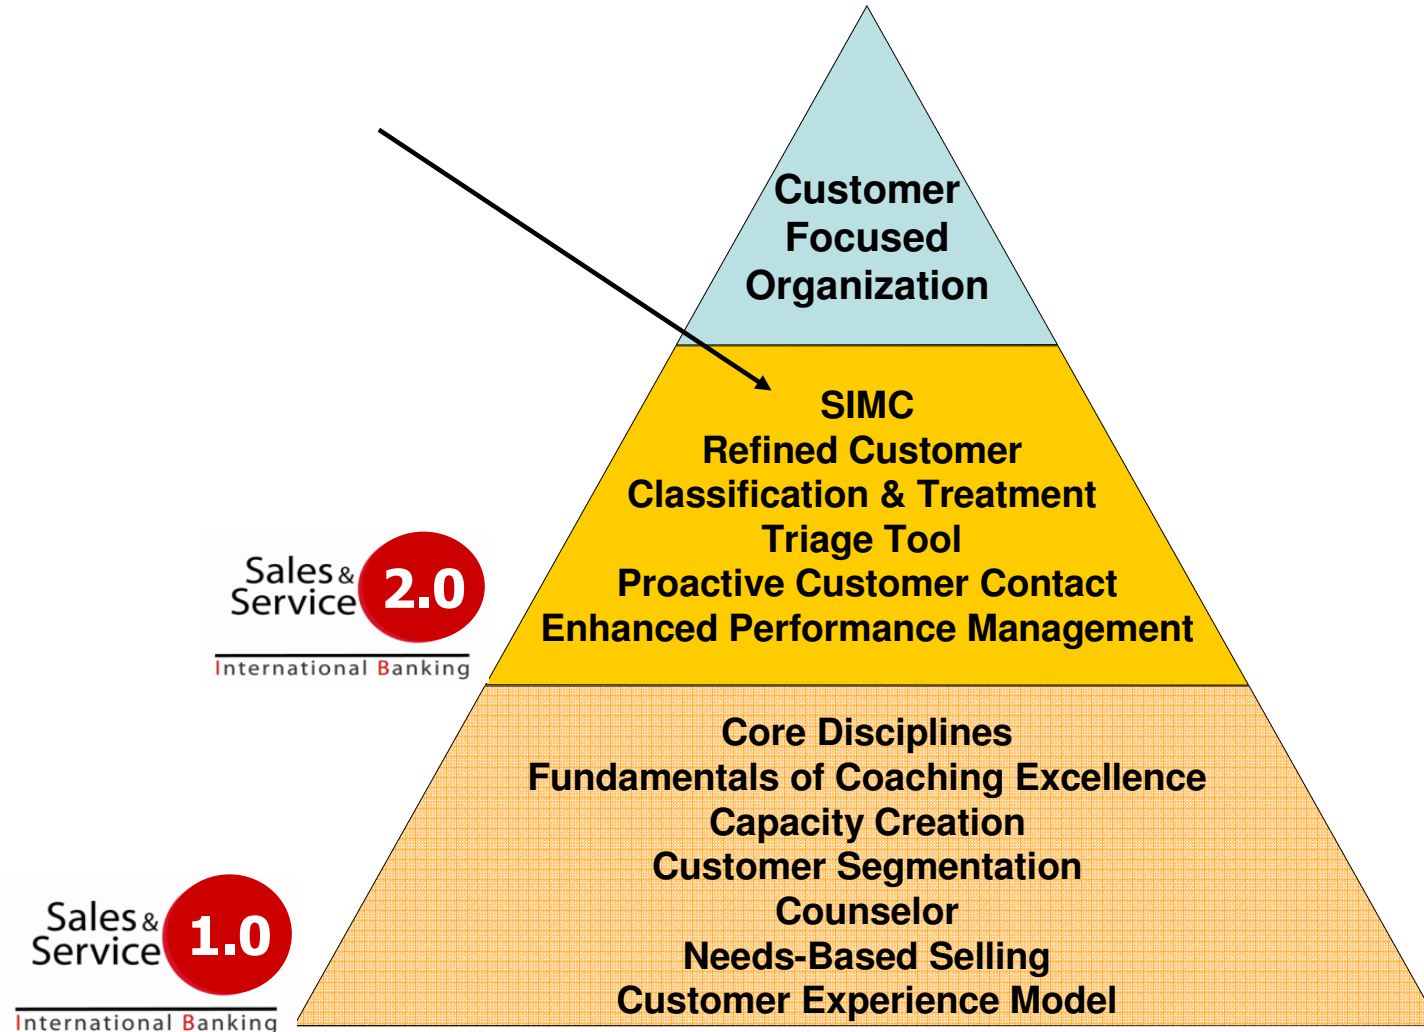 Customer
Focused
Organization
SIMC
Refined Customer
Classification & Treatment
Triage Tool
Proactive Customer Contact
Enhanced Performance Management
Sales &
Service
2.0
International Banking
Core Disciplines
Fundamentals of Coaching Excellence
Capacity Creation
Customer Segmentation
Counselor
Needs-Based Selling
Customer Experience Model
Sales &
Service
1.0
International Banking